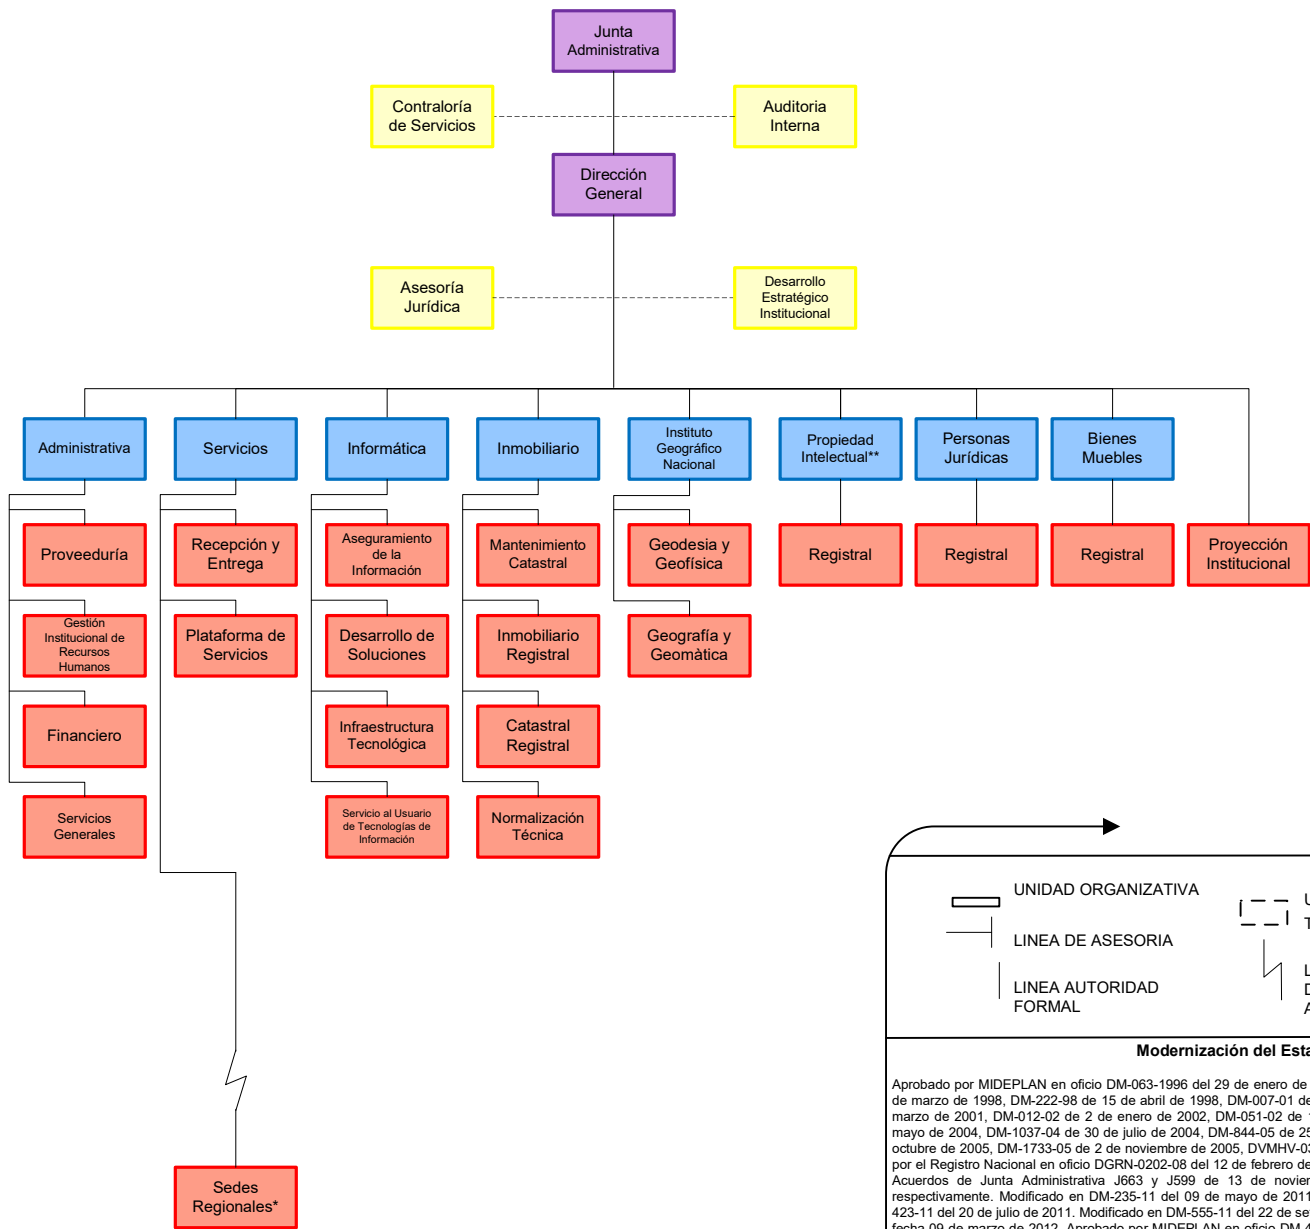 Junta
Administrativa
Contraloría
de Servicios
Auditoria
Interna
Dirección
General
Asesoría
Jurídica
Desarrollo
Estratégico
Institucional
Administrativa
Servicios
Informática
Inmobiliario
Instituto
Geográfico
Nacional
Propiedad
Intelectual**
Personas
Jurídicas
Bienes
Muebles
Proveeduría
Recepción y
Entrega
Aseguramiento
de la
Información
Mantenimiento
Catastral
Geodesia y
Geofísica
Registral
Registral
Registral
Proyección
Institucional
Gestión
Institucional de
Recursos
Humanos
Plataforma de
Servicios
Desarrollo de
Soluciones
Inmobiliario
Registral
Geografía y
Geomàtica
Financiero
Infraestructura
Tecnológica
Catastral
Registral
Servicios
Generales
Servicio al Usuario
de Tecnologías de
Información
Normalización
Técnica
Sedes
Regionales*
UNIDAD ORGANIZATIVA
LINEA DE ASESORIA
LINEA AUTORIDAD
FORMAL
U
T
L
D
A
Modernización del Esta
Aprobado por MIDEPLAN en oficio DM-063-1996 del 29 de enero de
de marzo de 1998, DM-222-98 de 15 de abril de 1998, DM-007-01 de
marzo de 2001, DM-012-02 de 2 de enero de 2002, DM-051-02 de
mayo de 2004, DM-1037-04 de 30 de julio de 2004, DM-844-05 de 25
octubre de 2005, DM-1733-05 de 2 de noviembre de 2005, DVMHV-03
por el Registro Nacional en oficio DGRN-0202-08 del 12 de febrero de
Acuerdos de Junta Administrativa J663 y J599 de 13 de noviem
respectivamente. Modificado en DM-235-11 del 09 de mayo de 2011
423-11 del 20 de julio de 2011. Modificado en DM-555-11 del 22 de se
fecha 09 de marzo de 2012. Aprobado por MIDEPLAN en oficio DM-4